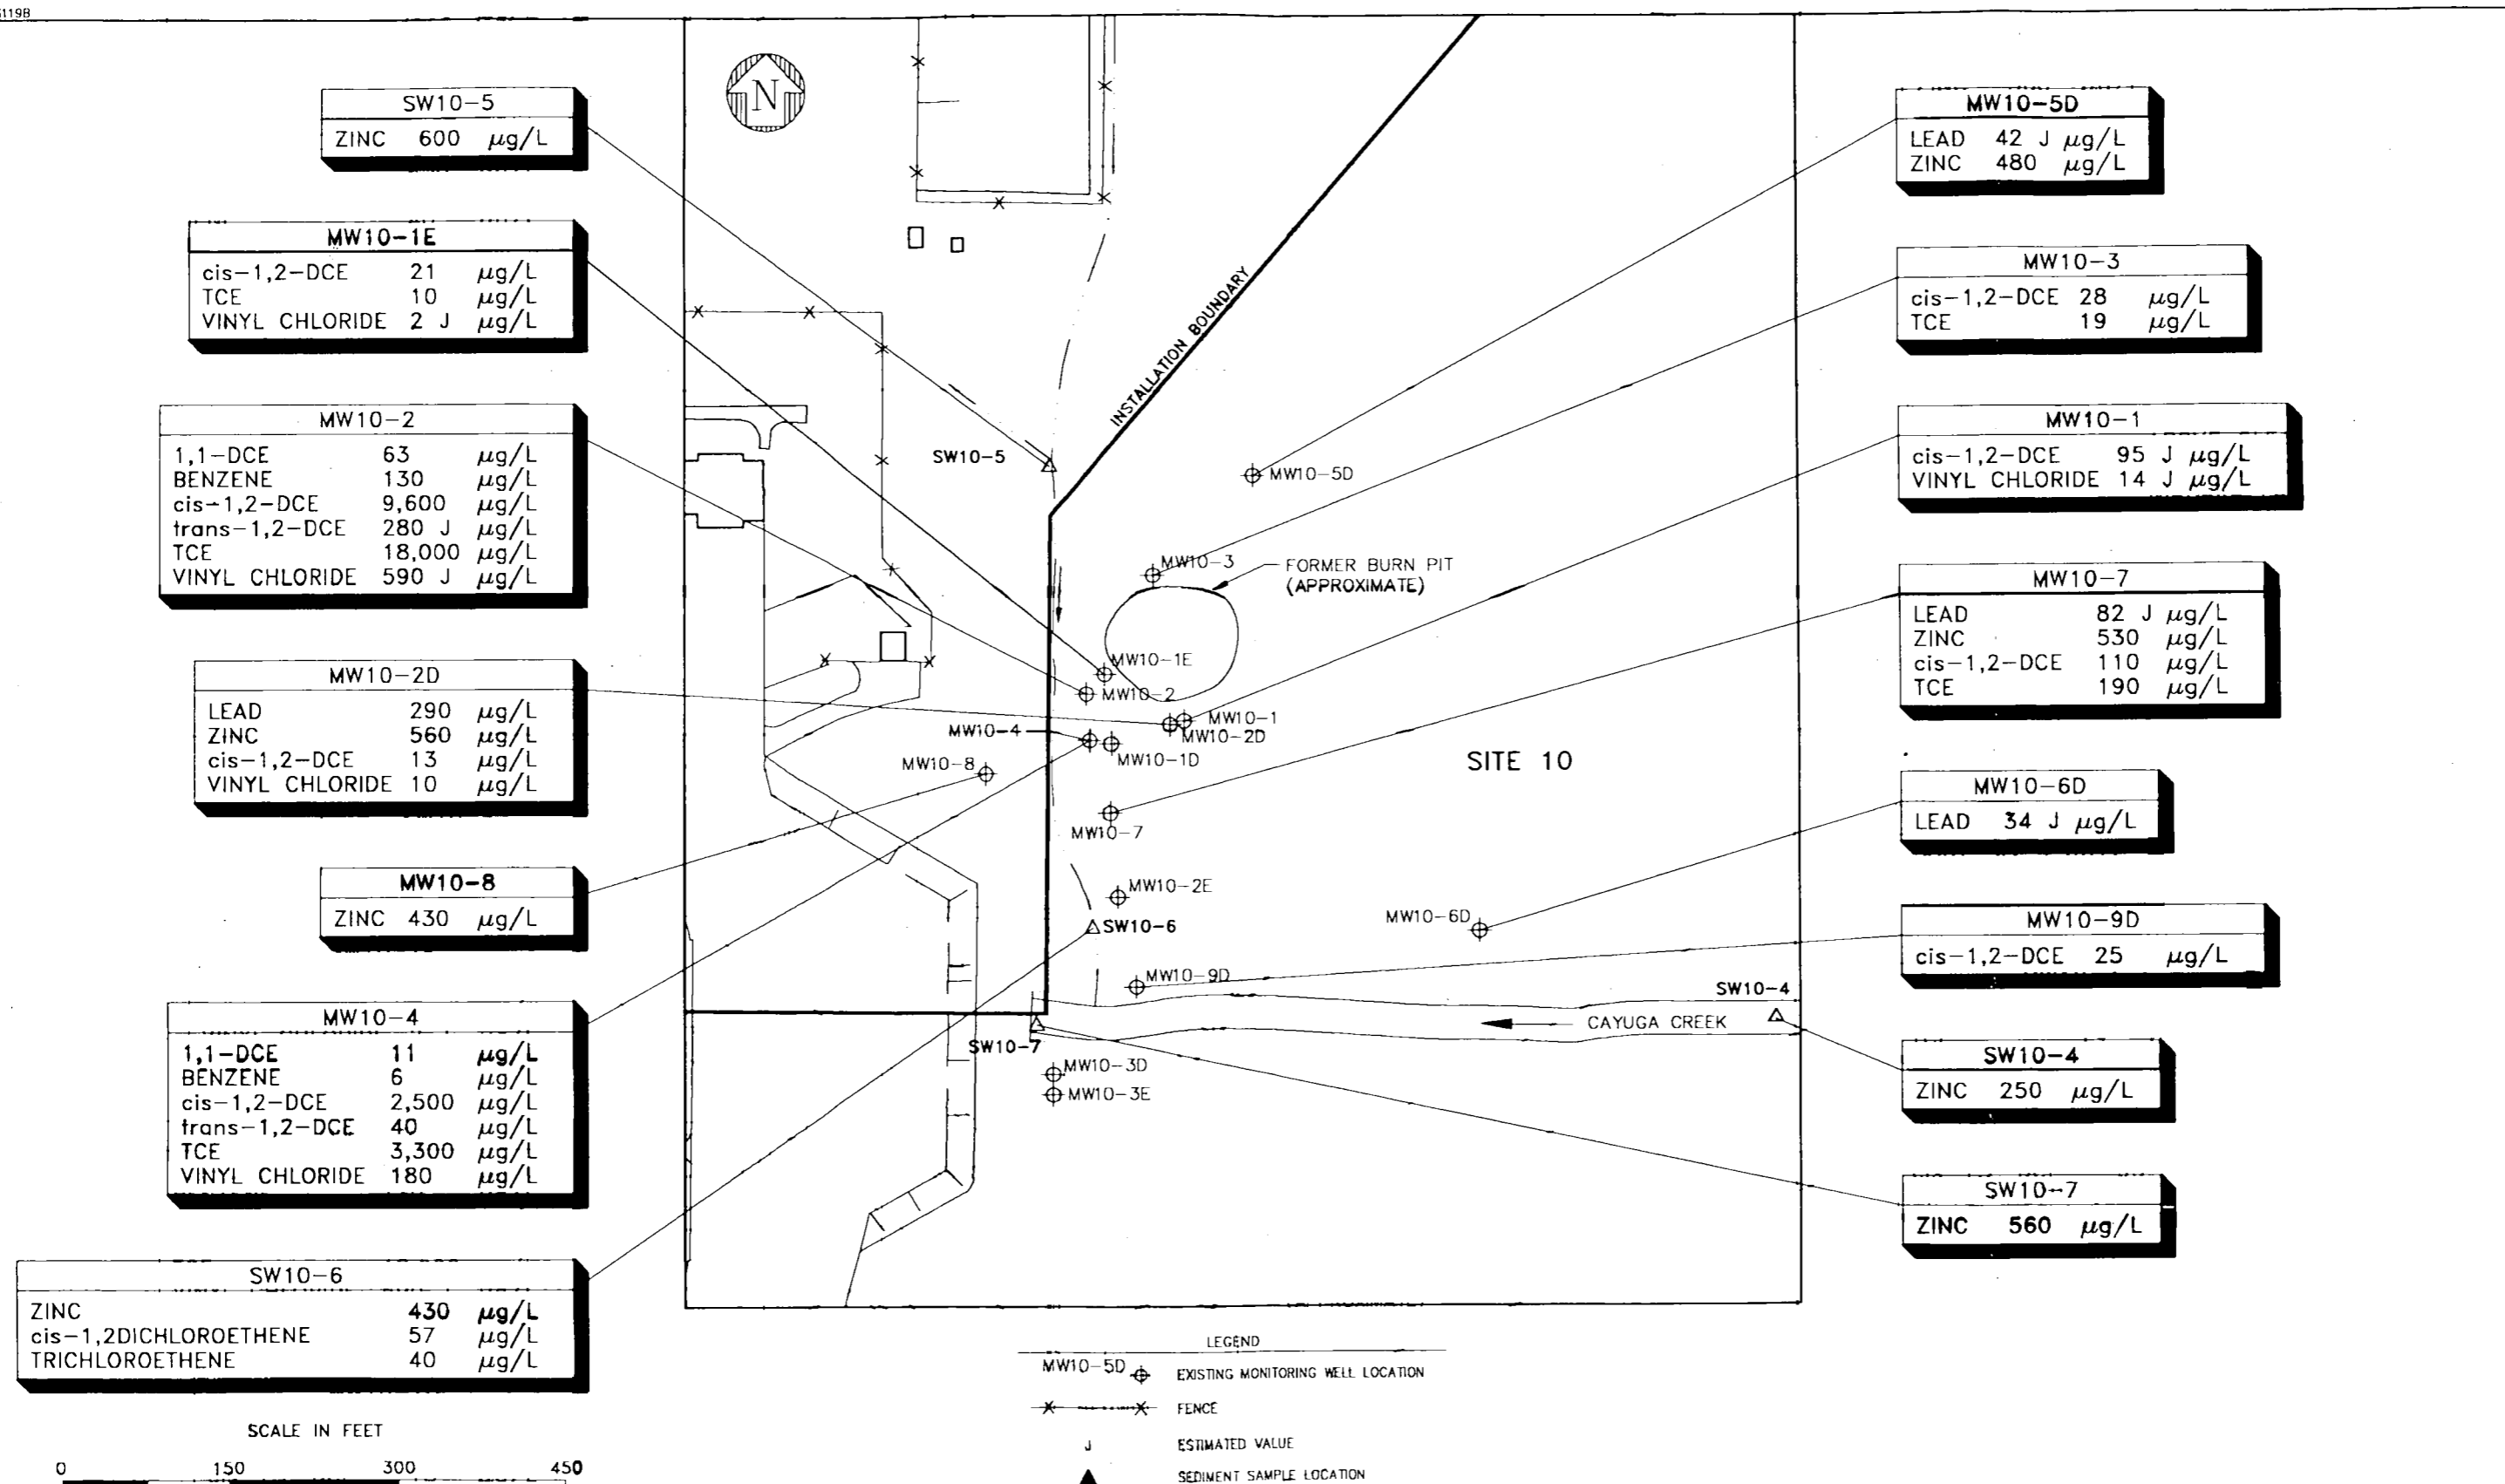 119B
SW10-5
ZINC 600 µg/L
MW10-1E
cis-1,2-DCE 21 µg/L
TCE 10 µg/L
VINYL CHLORIDE 2 J µg/L
MW10-2
1,1-DCE 63 µg/L
BENZENE 130 µg/L
cis-1,2-DCE 9,600 µg/L
trans-1,2-DCE 280 J µg/L
TCE 18,000 µg/L
VINYL CHLORIDE 590 J µg/L
MW10-2D
LEAD 290 µg/L
ZINC 560 µg/L
cis-1,2-DCE 13 µg/L
VINYL CHLORIDE 10 µg/L
MW10-8
ZINC 430 µg/L
MW10-4
1,1-DCE 11 µg/L
BENZENE 6 µg/L
cis-1,2-DCE 2,500 µg/L
trans-1,2-DCE 40 µg/L
TCE 3,300 µg/L
VINYL CHLORIDE 180 µg/L
SW10-6
ZINC 430 µg/L
cis-1,2DICHLOROETHENE 57 µg/L
TRICHLOROETHENE 40 µg/L
SCALE IN FEET
0 150 300 450
N
INSTALLATION BOUNDARY
SW10-5
MW10-5D
MW10-3
FORMER BURN PIT
(APPROXIMATE)
MW10-1E
MW10-2
MW10-1
MW10-2D
MW10-4
MW10-1D
MW10-8
SITE 10
MW10-7
MW10-2E
SW10-6
MW10-6D
MW10-9D
SW10-4
CAYUGA CREEK
SW10-7
MW10-3D
MW10-3E
MW10-5D
LEAD 42 J µg/L
ZINC 480 µg/L
MW10-3
cis-1,2-DCE 28 µg/L
TCE 19 µg/L
MW10-1
cis-1,2-DCE 95 J µg/L
VINYL CHLORIDE 14 J µg/L
MW10-7
LEAD 82 J µg/L
ZINC 530 µg/L
cis-1,2-DCE 110 µg/L
TCE 190 µg/L
MW10-6D
LEAD 34 J µg/L
MW10-9D
cis-1,2-DCE 25 µg/L
SW10-4
ZINC 250 µg/L
SW10-7
ZINC 560 µg/L
LEGEND
MW10-5D EXISTING MONITORING WELL LOCATION
FENCE
J ESTIMATED VALUE
SEDIMENT SAMPLE LOCATION